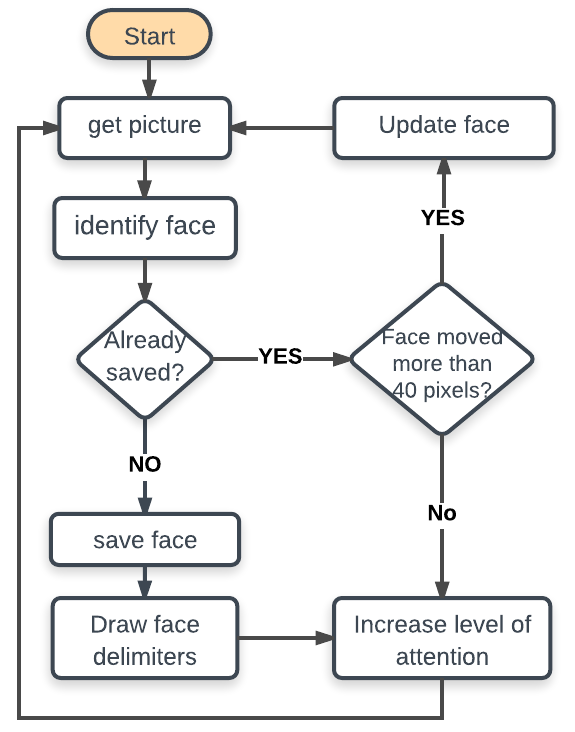 Start
get picture
Update face
identify face
YES
Already
saved?
YES
Face moved
more than
40 pixels?
NO
No
save face
Draw face
delimiters
Increase level of
attention